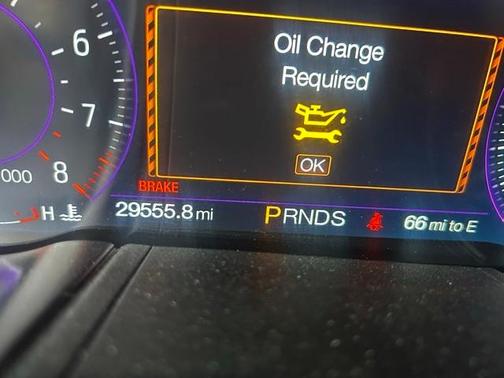 6
7
8
000
H
Oil Change
Required
OK
BRAKE
29555.8 mi
PRNDS
66 mi to E